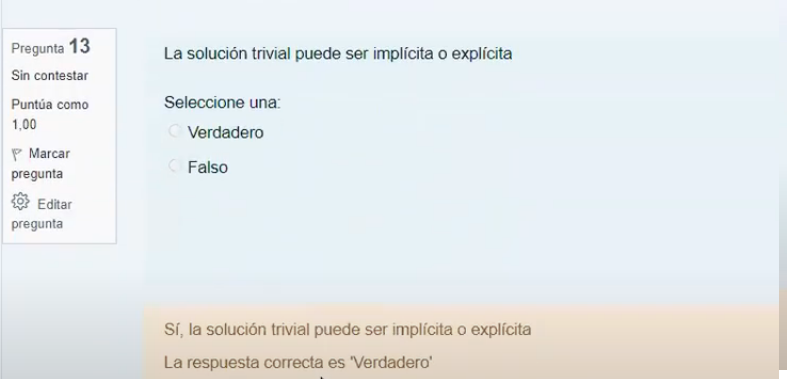 Pregunta 13
Sin contestar
Puntúa como
1,00
Marcar
pregunta
Editar
pregunta
La solución trivial puede ser implícita o explícita
Seleccione una:
Verdadero
Falso
Sí, la solución trivial puede ser implícita o explícita
La respuesta correcta es 'Verdadero'